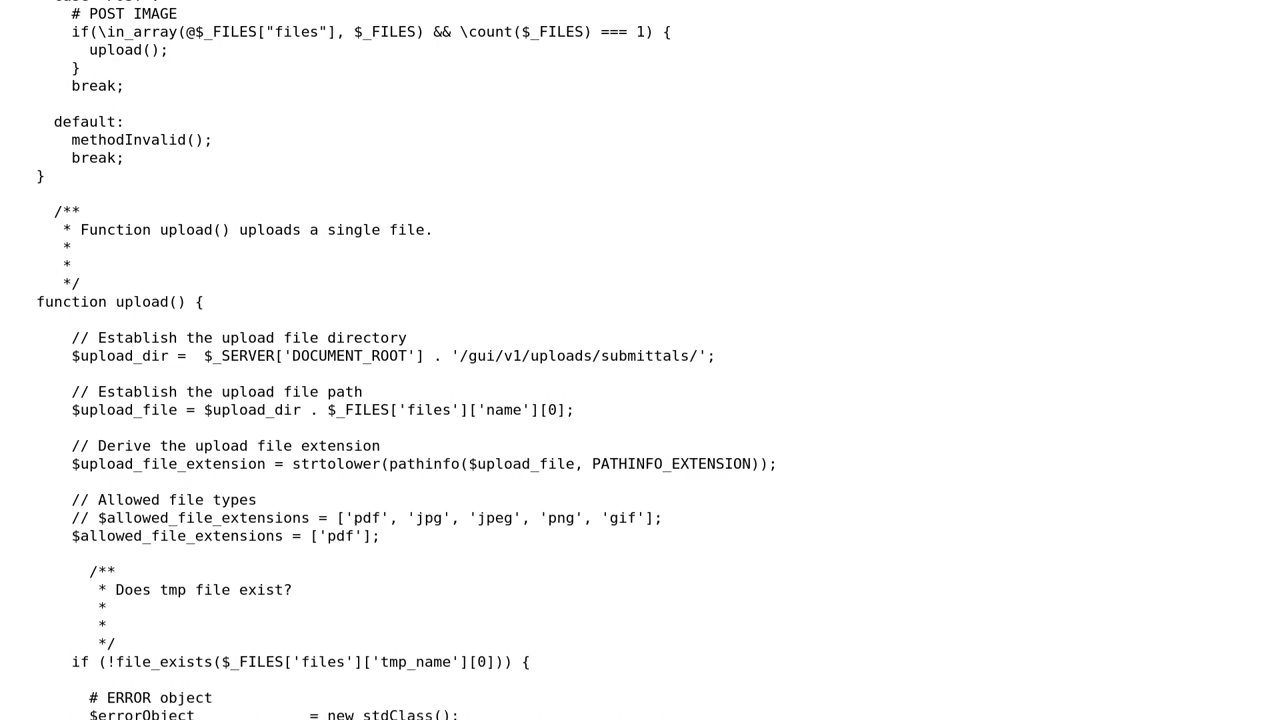 # POST IMAGE
if(\in_array(@$_FILES["files"], $_FILES) && \count($_FILES) === 1) {
upload();
}
break;
default:
methodInvalid();
break;
}
/**
* Function upload() uploads a single file.
*
*
*/
function upload() {
// Establish the upload file directory
$upload_dir =  $_SERVER['DOCUMENT_ROOT'] . '/gui/v1/uploads/submittals/';
// Establish the upload file path
$upload_file = $upload_dir . $_FILES['files']['name'][0];
// Derive the upload file extension
$upload_file_extension = strtolower(pathinfo($upload_file, PATHINFO_EXTENSION));
// Allowed file types
// $allowed_file_extensions = ['pdf', 'jpg', 'jpeg', 'png', 'gif'];
$allowed_file_extensions = ['pdf'];
/**
* Does tmp file exist?
*
*
*/
if (!file_exists($_FILES['files']['tmp_name'][0])) {
# ERROR object
$errorObject             = new stdClass();